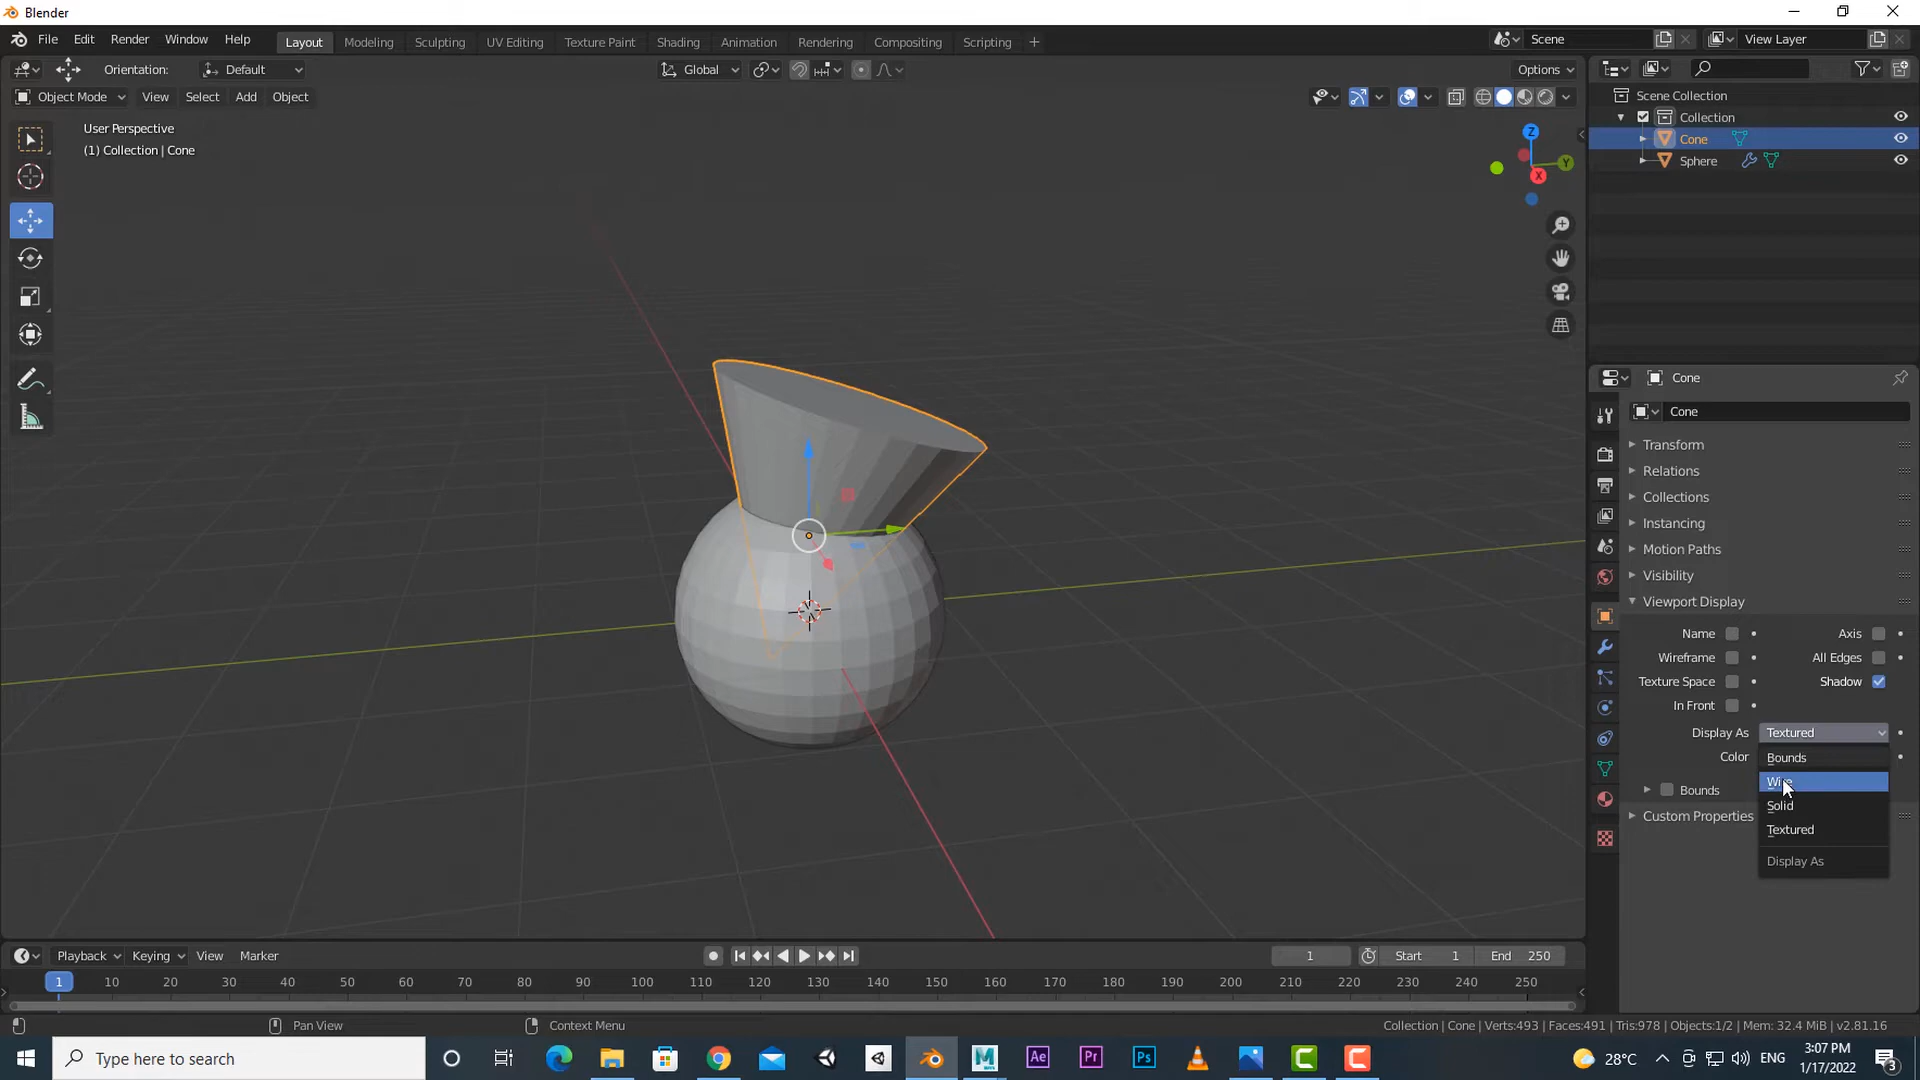 Blender
File Edit Render Window Help Layout Modeling Sculpting UV Editing Texture Paint Shading Animation Rendering Compositing Scripting + Scene View Layer
Orientation: Default Global Options
Object Mode View Select Add Object
User Perspective
(1) Collection | Cone
Z
Y
X
Scene Collection
Collection
Cone
Sphere
Cone
Cone
Transform
Relations
Collections
Instancing
Motion Paths
Visibility
Viewport Display
Name Axis
Wireframe All Edges
Texture Space Shadow
In Front
Display As Textured
Color Bounds
Wire
Bounds
Solid
Custom Properties
Textured
Display As
Playback Keying View Marker 1 Start 1 End 250
1 10 20 30 40 50 60 70 80 90 100 110 120 130 140 150 160 170 180 190 200 210 220 230 240 250
Pan View Context Menu Collection | Cone | Verts:493 | Faces:491 | Tris:978 | Objects:1/2 | Mem: 32.4 MiB | v2.81.16
Type here to search Ae Pr Ps 28°C ENG 3:07 PM
1/17/2022 3